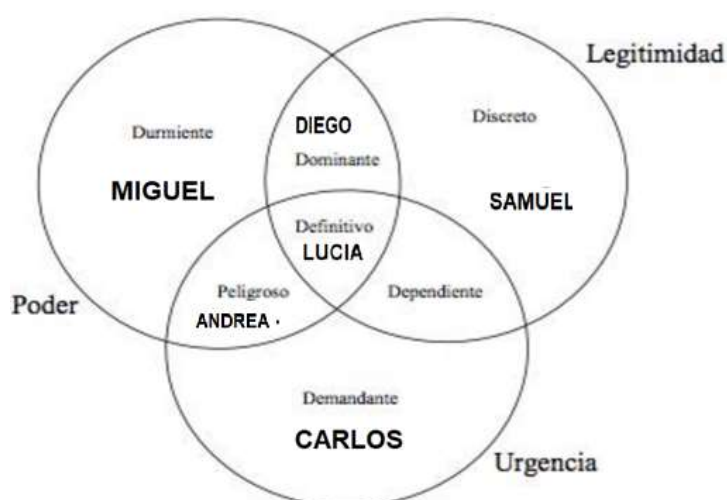 Legitimidad
DIEGO
Durmiente
Discreto
Dominante
MIGUEL
SAMUEL
Definitivo
LUCIA
Peligroso
Dependiente
Poder
ANDREA
Demandante
CARLOS
Urgencia